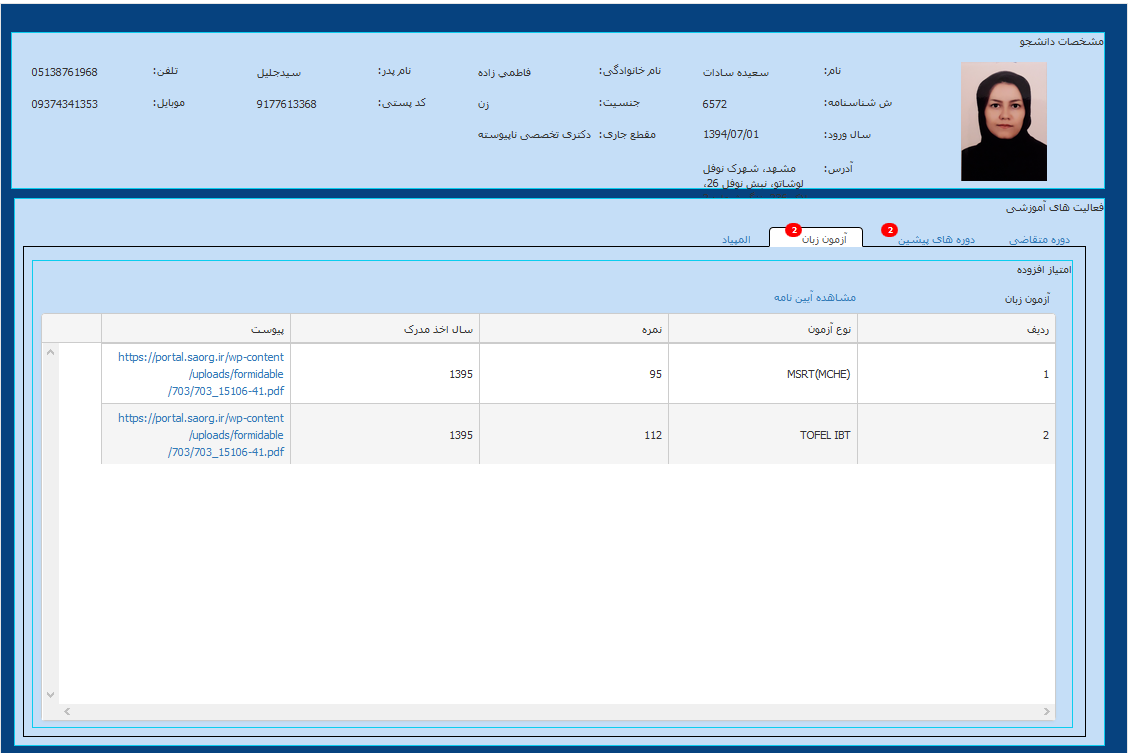 مشخصات دانشجو
نام: سعیده سادات نام خانوادگی: فاطمي زاده نام پدر: سیدجلیل تلفن: 05138761968
ش شناسنامه: 6572 جنسیت: زن کد پستی: 9177613368 موبایل: 09374341353
سال ورود: 1394/07/01 مقطع جاری: دکتری تخصصی ناپیوسته
آدرس: مشهد، شهرک نوفل
لوشاتو، نبش نوفل 26،
فعالیت های آموزشی
دوره متقاضی دوره های پیشین 2 آزمون زبان 2 المپیاد
امتیاز افزوده
آزمون زبان مشاهده آیین نامه
ردیف نوع آزمون نمره سال اخذ مدرک پیوست
1 MSRT(MCHE) 95 1395 https://portal.saorg.ir/wp-content
/uploads/formidable
/703/703_15106-41.pdf
2 TOFEL IBT 112 1395 https://portal.saorg.ir/wp-content
/uploads/formidable
/703/703_15106-41.pdf